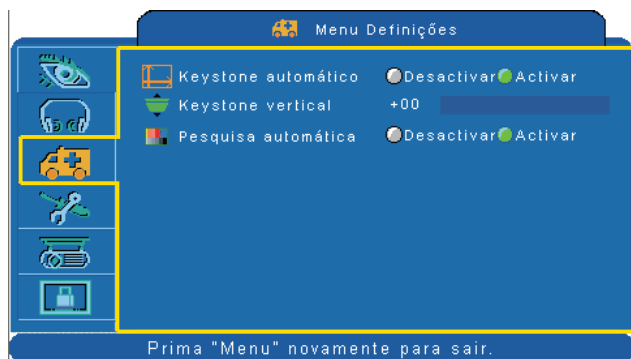 Menu Definições
Keystone automático Desactivar Activar
Keystone vertical +00
Pesquisa automática Desactivar Activar
Prima "Menu" novamente para sair.